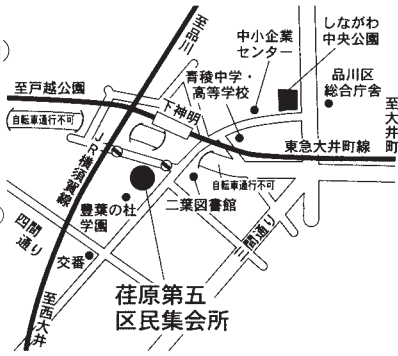 至品川
中小企業
センター
しながわ
中央公園
至戸越公園
青稜中学・
高等学校
品川区
総合庁舎
至大井町
自転車通行不可
下神明
東急大井町線
JR横須賀線
自転車通行不可
豊葉の杜
学園
二葉図書館
四間
通り
三間通り
交番
荏原第五
区民集会所
至西大井